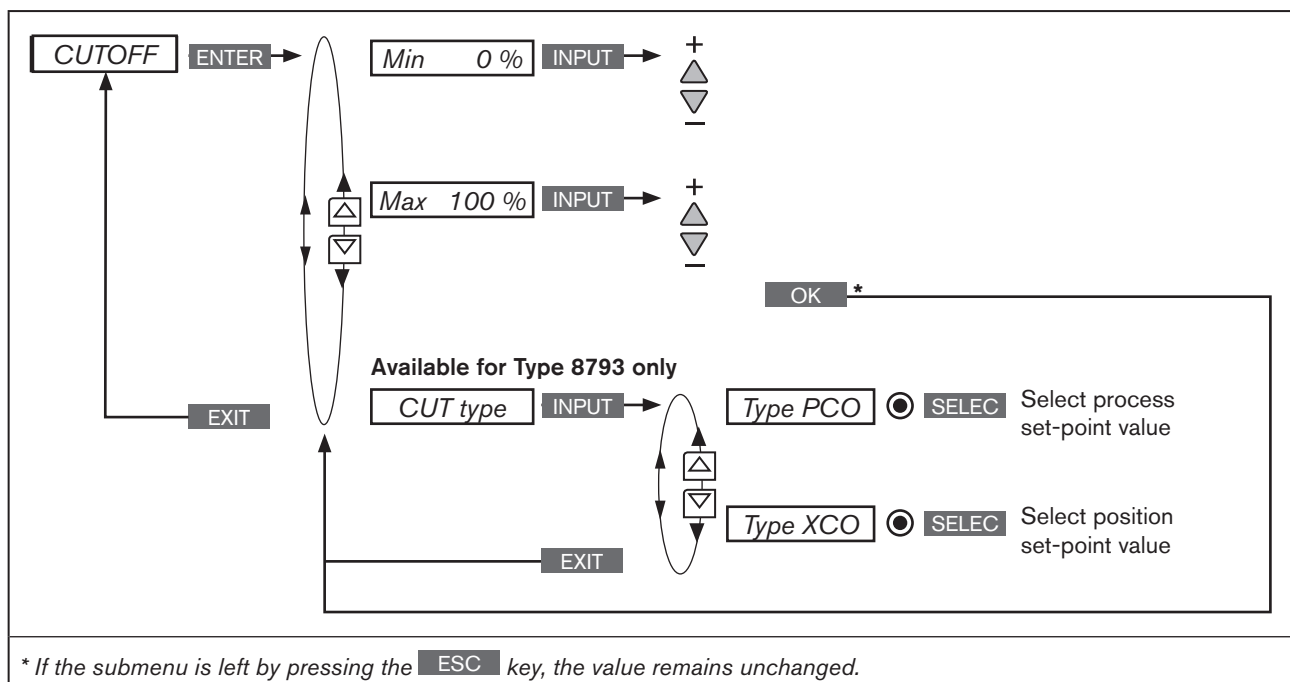 CUTOFF ENTER Min 0 % INPUT +
–
Max 100 % INPUT +
–
OK *
Available for Type 8793 only
EXIT CUT type INPUT Type PCO SELEC Select process
set-point value
Type XCO SELEC Select position
set-point value
EXIT
* If the submenu is left by pressing the ESC key, the value remains unchanged.